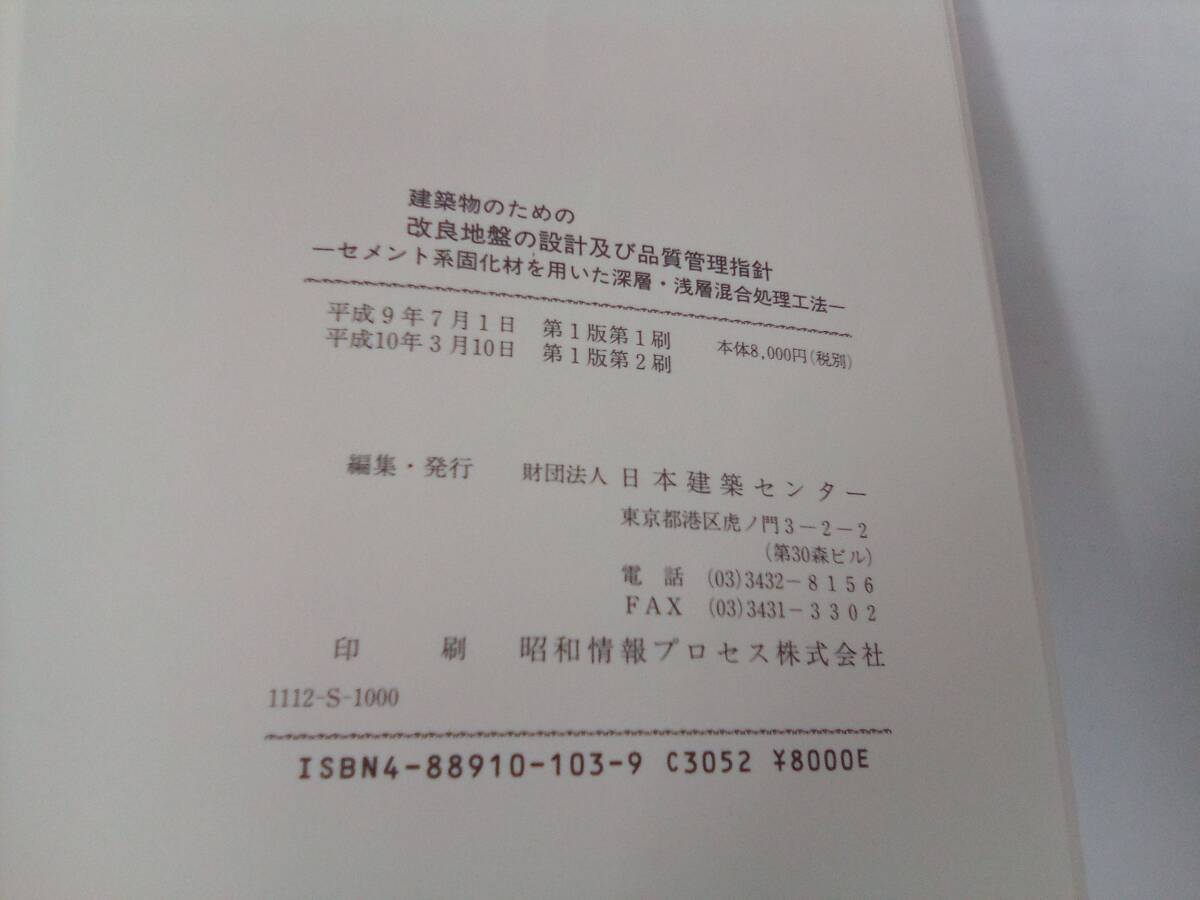 建築物のための
改良地盤の設計及び品質管理指針
―セメント系固化材を用いた深層・浅層混合処理工法―
平成9年7月1日 第1版第1刷
平成10年3月10日 第1版第2刷
本体8,000円(税別)
編集・発行 財団法人 日本建築センター
東京都港区虎ノ門3-2-2
(第30森ビル)
電話 (03)3432-8156
FAX (03)3431-3302
印刷 昭和情報プロセス株式会社
1112-S-1000
ISBN4-88910-103-9 C3052 ¥8000E